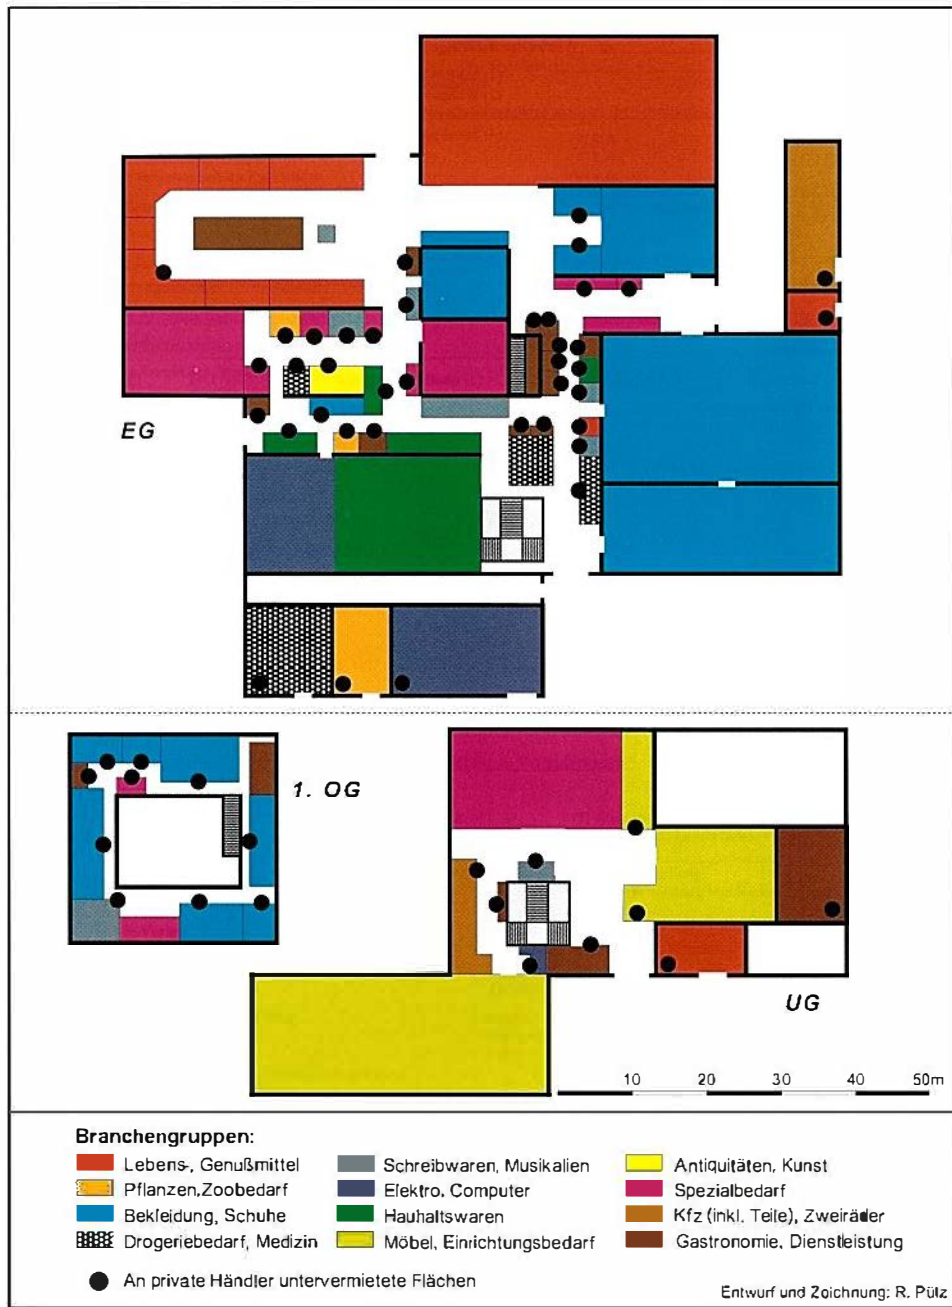 EG
1. OG
UG
10 20 30 40 50m
Branchengruppen:
Lebens-, Genußmittel
Pflanzen, Zoobedarf
Bekleidung, Schuhe
Drogeriebedarf, Medizin
Schreibwaren, Musikalien
Elektro, Computer
Hauhaltswaren
Möbel, Einrichtungsbedarf
Antiquitäten, Kunst
Spezialbedarf
Kfz (inkl. Teile), Zweiräder
Gastronomie, Dienstleistung
An private Händler untervermietete Flächen
Entwurf und Zeichnung: R. Pütz